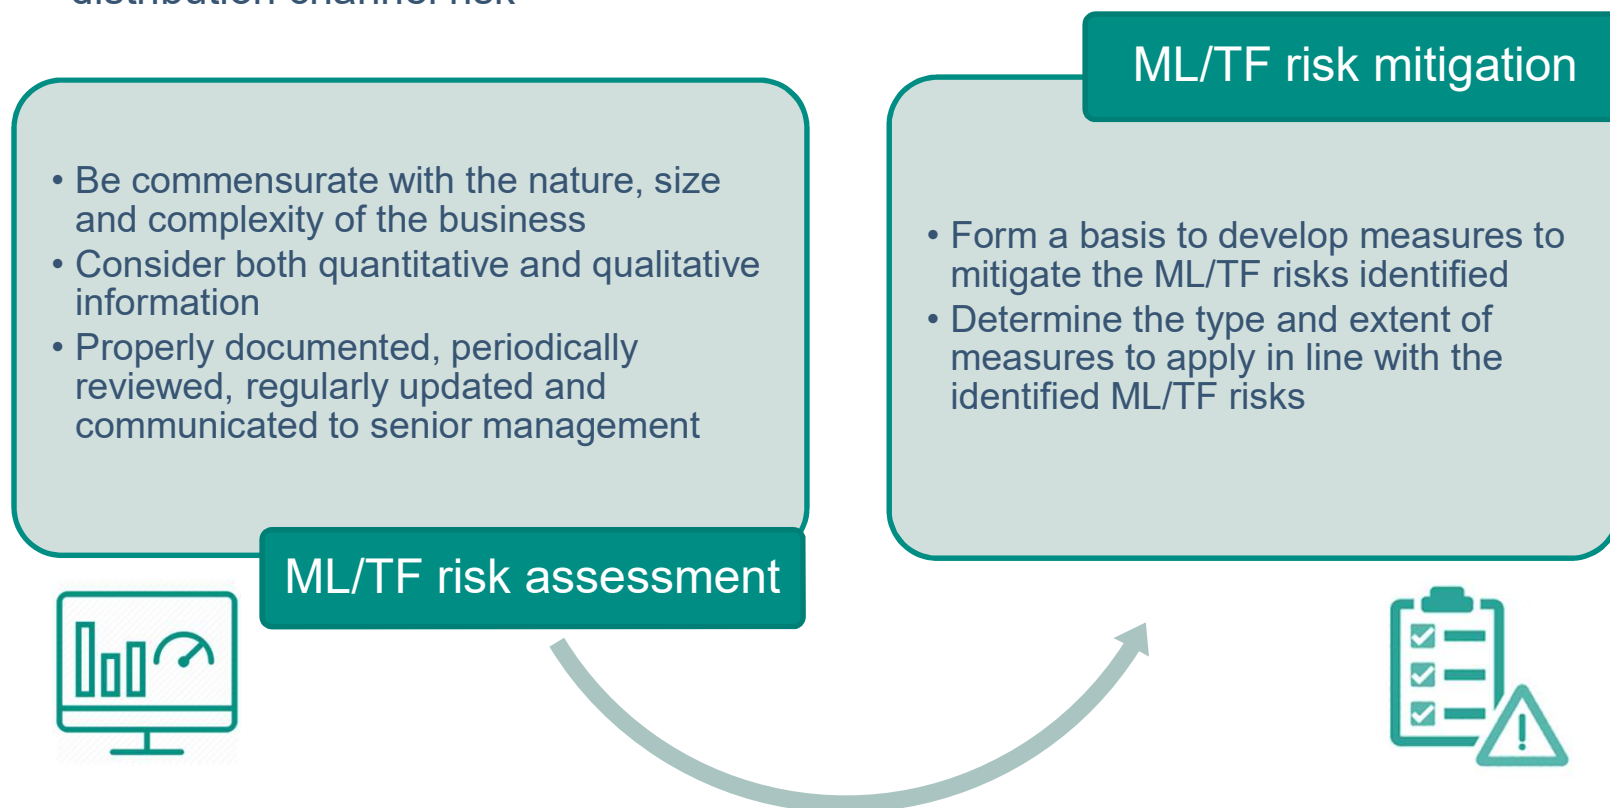 distribution channel risk
ML/TF risk mitigation
• Be commensurate with the nature, size
and complexity of the business
• Consider both quantitative and qualitative
information
• Properly documented, periodically
reviewed, regularly updated and
communicated to senior management
• Form a basis to develop measures to
mitigate the ML/TF risks identified
• Determine the type and extent of
measures to apply in line with the
identified ML/TF risks
ML/TF risk assessment